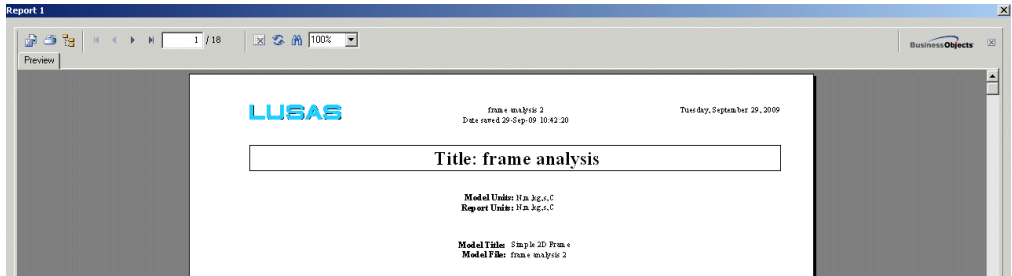 Report 1
1 /18
100%
BusinessObjects
Preview
LUSAS
frame analysis 2
Date saved 29-Sep-09 10:42:20
Tuesday, September 29, 2009
Title: frame analysis
Model Units: N,m,kg,s,C
Report Units: N,m,kg,s,C
Model Title: Simple 2D Frame
Model File: frame analysis 2